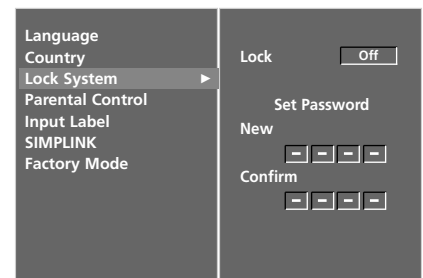 Language
Country
Lock System ►
Parental Control
Input Label
SIMPLINK
Factory Mode
Lock Off
Set Password
New
– – – –
Confirm
– – – –